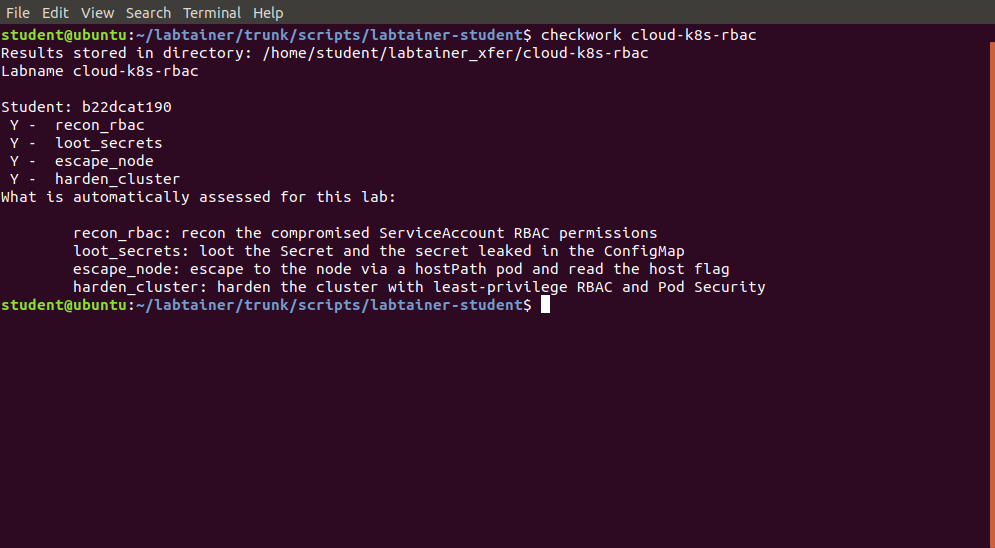 File Edit View Search Terminal Help
student@ubuntu:~/labtainer/trunk/scripts/labtainer-student$ checkwork cloud-k8s-rbac
Results stored in directory: /home/student/labtainer_xfer/cloud-k8s-rbac
Labname cloud-k8s-rbac
Student: b22dcat190
Y - recon_rbac
Y - loot_secrets
Y - escape_node
Y - harden_cluster
What is automatically assessed for this lab:
recon_rbac: recon the compromised ServiceAccount RBAC permissions
loot_secrets: loot the Secret and the secret leaked in the ConfigMap
escape_node: escape to the node via a hostPath pod and read the host flag
harden_cluster: harden the cluster with least-privilege RBAC and Pod Security
student@ubuntu:~/labtainer/trunk/scripts/labtainer-student$